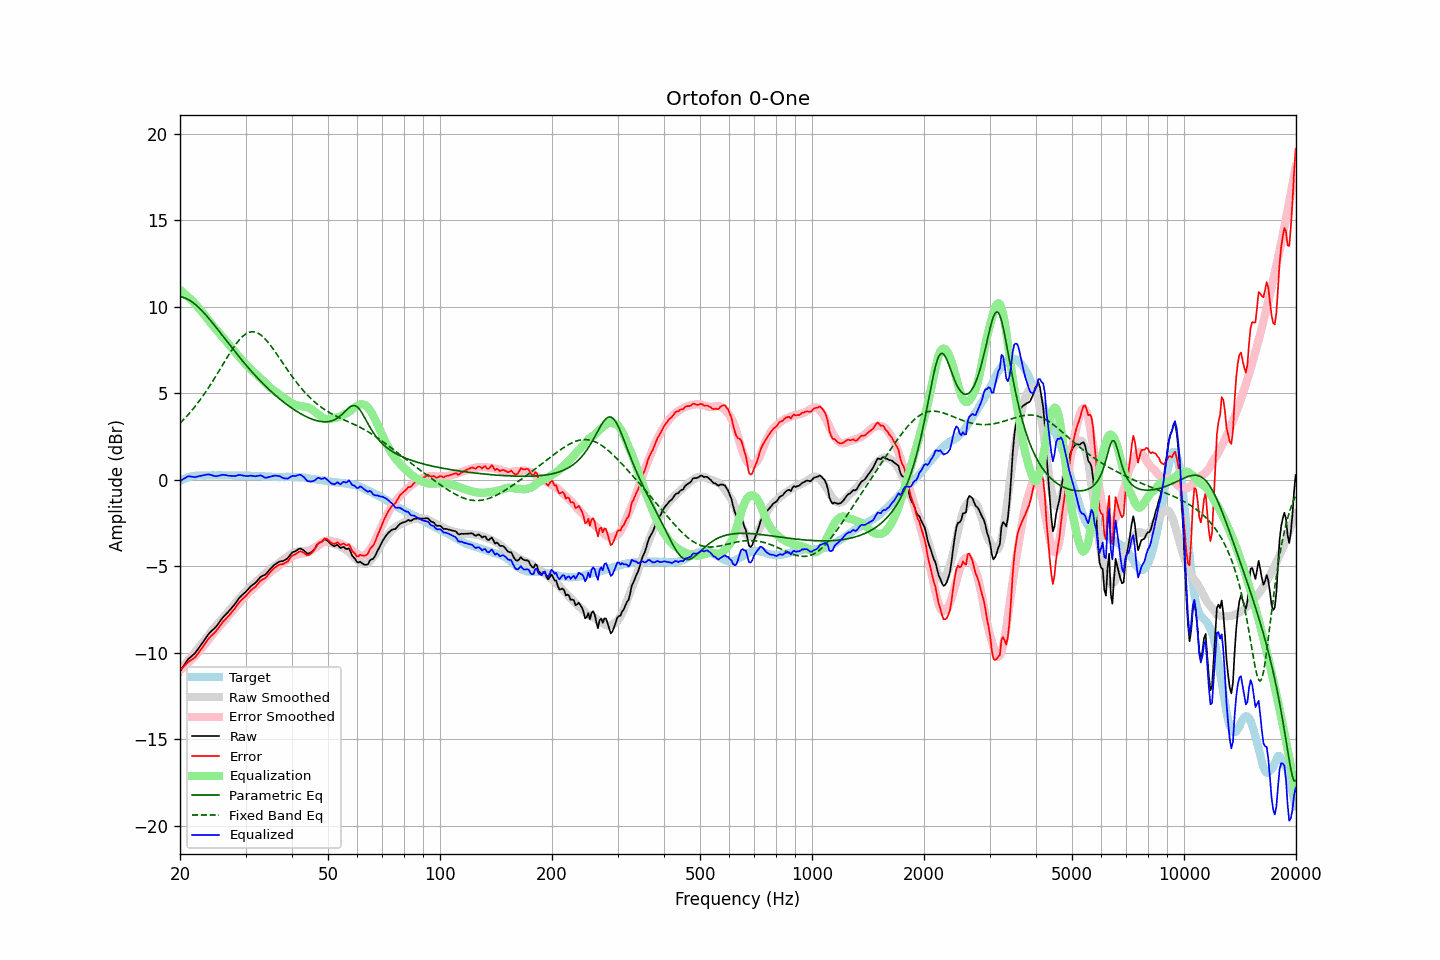 Ortofon 0-One
Amplitude (dBr)
20
15
10
5
0
−5
−10
−15
−20
Target
Raw Smoothed
Error Smoothed
Raw
Error
Equalization
Parametric Eq
Fixed Band Eq
Equalized
20 50 100 200 500 1000 2000 5000 10000 20000
Frequency (Hz)